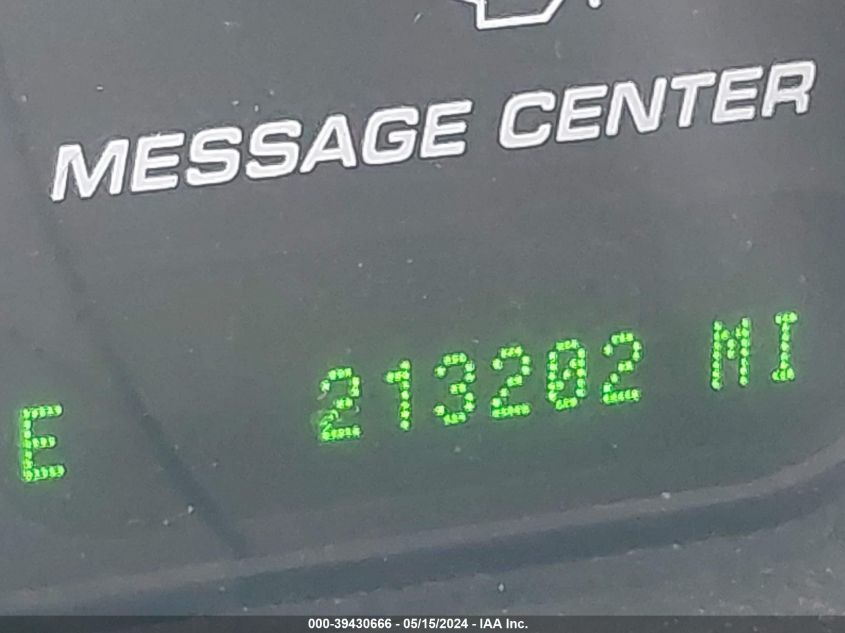 MESSAGE CENTER
E 213202 MI
000-39430666 - 05/15/2024 - IAA Inc.